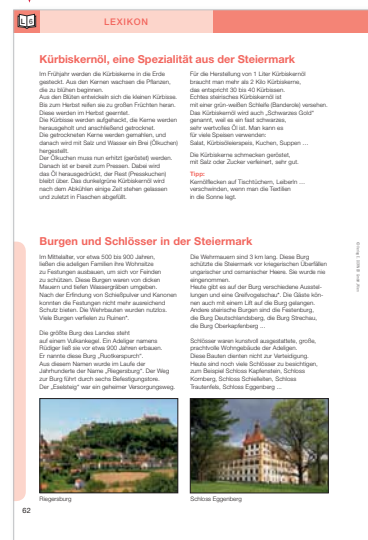 L 6
LEXIKON
Kürbiskernöl, eine Spezialität aus der Steiermark
Im Frühjahr werden die Kürbiskerne in die Erde
gesteckt. Aus den Kernen wachsen die Pflanzen,
die zu blühen beginnen.
Aus den Blüten entwickeln sich die kleinen Kürbisse.
Bis zum Herbst reifen sie zu großen Früchten heran.
Diese werden im Herbst geerntet.
Die Kürbisse werden aufgehackt, die Kerne werden
herausgeholt und anschließend getrocknet.
Die getrockneten Kerne werden gemahlen, und
danach wird mit Salz und Wasser ein Brei (Ölkuchen)
hergestellt.
Der Ölkuchen muss nun erhitzt (geröstet) werden.
Danach ist er bereit zum Pressen. Dabei wird
das Öl herausgedrückt, der Rest (Presskuchen)
bleibt über. Das dunkelgrüne Kürbiskernöl wird
nach dem Abkühlen einige Zeit stehen gelassen
und zuletzt in Flaschen abgefüllt.
Für die Herstellung von 1 Liter Kürbiskernöl
braucht man mehr als 2 Kilo Kürbiskerne,
das entspricht 30 bis 40 Kürbissen.
Echtes steirisches Kürbiskernöl ist
mit einer grün-weißen Schleife (Banderole) versehen.
Das Kürbiskernöl wird auch „Schwarzes Gold"
genannt, weil es ein fast schwarzes,
sehr wertvolles Öl ist. Man kann es
für viele Speisen verwenden:
Salat, Kürbisöleierspeis, Kuchen, Suppen ...
Die Kürbiskerne schmecken geröstet,
mit Salz oder Zucker verfeinert, sehr gut.
Tipp:
Kernölflecken auf Tischtüchern, Leiberln ...
verschwinden, wenn man die Textilien
in die Sonne legt.
Burgen und Schlösser in der Steiermark
Im Mittelalter, vor etwa 500 bis 900 Jahren,
ließen die adeligen Familien ihre Wohnsitze
zu Festungen ausbauen, um sich vor Feinden
zu schützen. Diese Burgen waren von dicken
Mauern und tiefen Wassergräben umgeben.
Nach der Erfindung von Schießpulver und Kanonen
konnten die Festungen nicht mehr ausreichend
Schutz bieten. Die Wehrbauten wurden nutzlos.
Viele Burgen verfielen zu Ruinen*.
Die größte Burg des Landes steht
auf einem Vulkankegel. Ein Adeliger namens
Rüdiger ließ sie vor etwa 900 Jahren erbauen.
Er nannte diese Burg „Ruotkerspurch".
Aus diesem Namen wurde im Laufe der
Jahrhunderte der Name „Riegersburg". Der Weg
zur Burg führt durch sechs Befestigungstore.
Der „Eselsteig" war ein geheimer Versorgungsweg.
Die Wehrmauern sind 3 km lang. Diese Burg
schützte die Steiermark vor kriegerischen Überfällen
ungarischer und osmanischer Heere. Sie wurde nie
eingenommen.
Heute gibt es auf der Burg verschiedene Ausstel-
lungen und eine Greifvogelschau*. Die Gäste kön-
nen auch mit einem Lift auf die Burg gelangen.
Andere steirische Burgen sind die Festenburg,
die Burg Deutschlandsberg, die Burg Strechau,
die Burg Oberkapfenberg ...
Schlösser waren kunstvoll ausgestattete, große,
prachtvolle Wohngebäude der Adeligen.
Diese Bauten dienten nicht zur Verteidigung.
Heute sind noch viele Schlösser zu besichtigen,
zum Beispiel Schloss Kapfenstein, Schloss
Kornberg, Schloss Schielleiten, Schloss
Trautenfels, Schloss Eggenberg ...
Riegersburg
Schloss Eggenberg
62